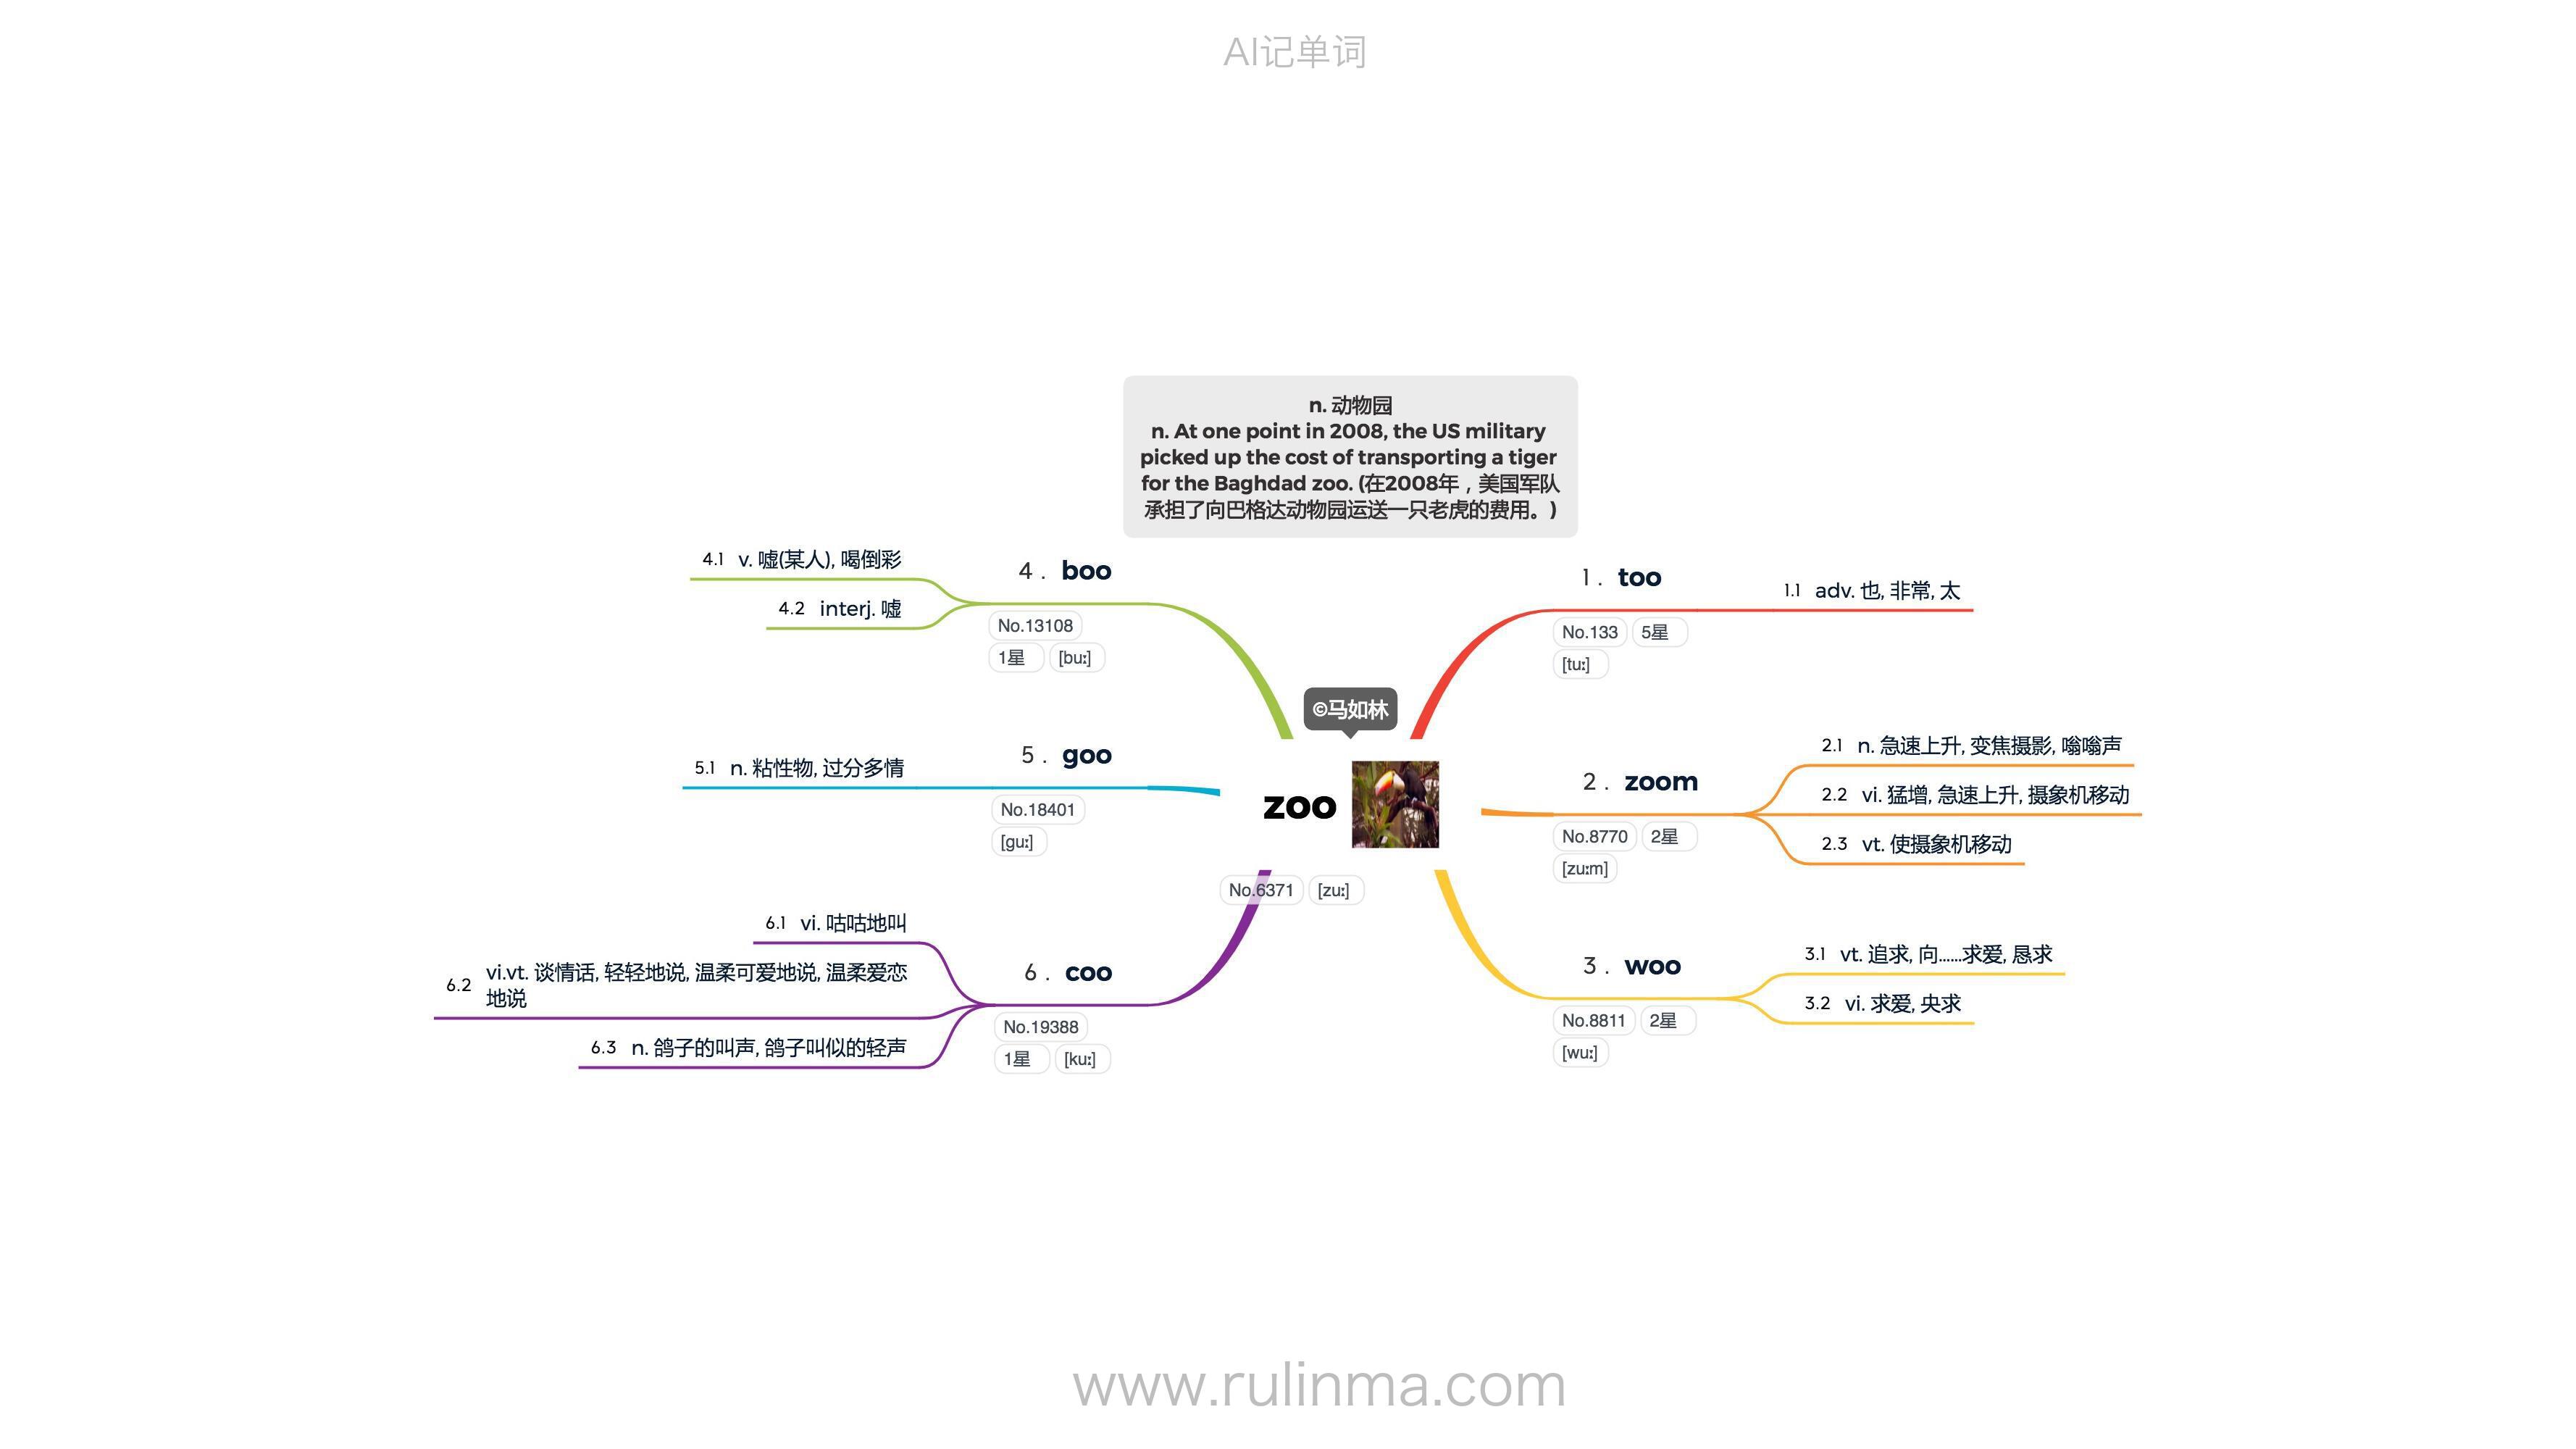 AI记单词
n. 动物园
n. At one point in 2008, the US military
picked up the cost of transporting a tiger
for the Baghdad zoo. (在2008年，美国军队
承担了向巴格达动物园运送一只老虎的费用。)
©马如林
zoo
No.6371 [zuː]
1. too
No.133 5星
[tuː]
1.1 adv. 也, 非常, 太
2. zoom
No.8770 2星
[zuːm]
2.1 n. 急速上升, 变焦摄影, 嗡嗡声
2.2 vi. 猛增, 急速上升, 摄象机移动
2.3 vt. 使摄象机移动
3. woo
No.8811 2星
[wuː]
3.1 vt. 追求, 向……求爱, 恳求
3.2 vi. 求爱, 央求
4. boo
No.13108
1星 [buː]
4.1 v. 嘘(某人), 喝倒彩
4.2 interj. 嘘
5. goo
No.18401
[guː]
5.1 n. 粘性物, 过分多情
6. coo
No.19388
1星 [kuː]
6.1 vi. 咕咕地叫
6.2 vi.vt. 谈情话, 轻轻地说, 温柔可爱地说, 温柔爱恋
地说
6.3 n. 鸽子的叫声, 鸽子叫似的轻声
www.rulinma.com